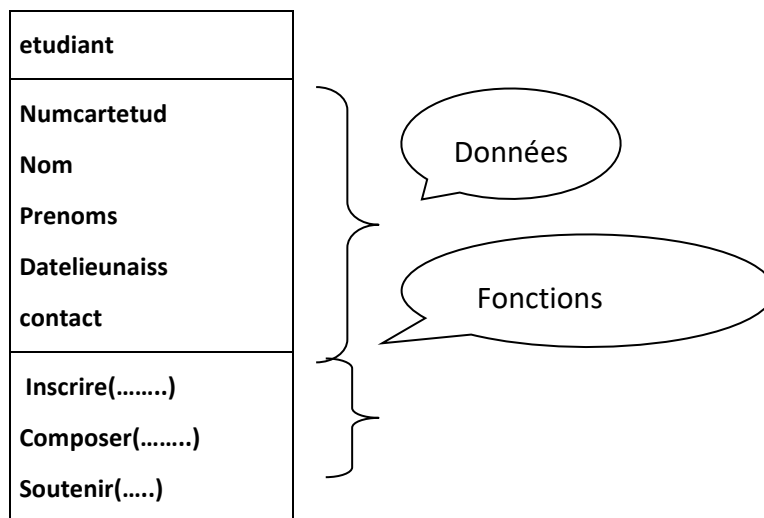 etudiant
Numcartetud
Nom
Prenoms
Datelieunaiss
contact
Inscrire(……..)
Composer(……..)
Soutenir(…..)
Données
Fonctions